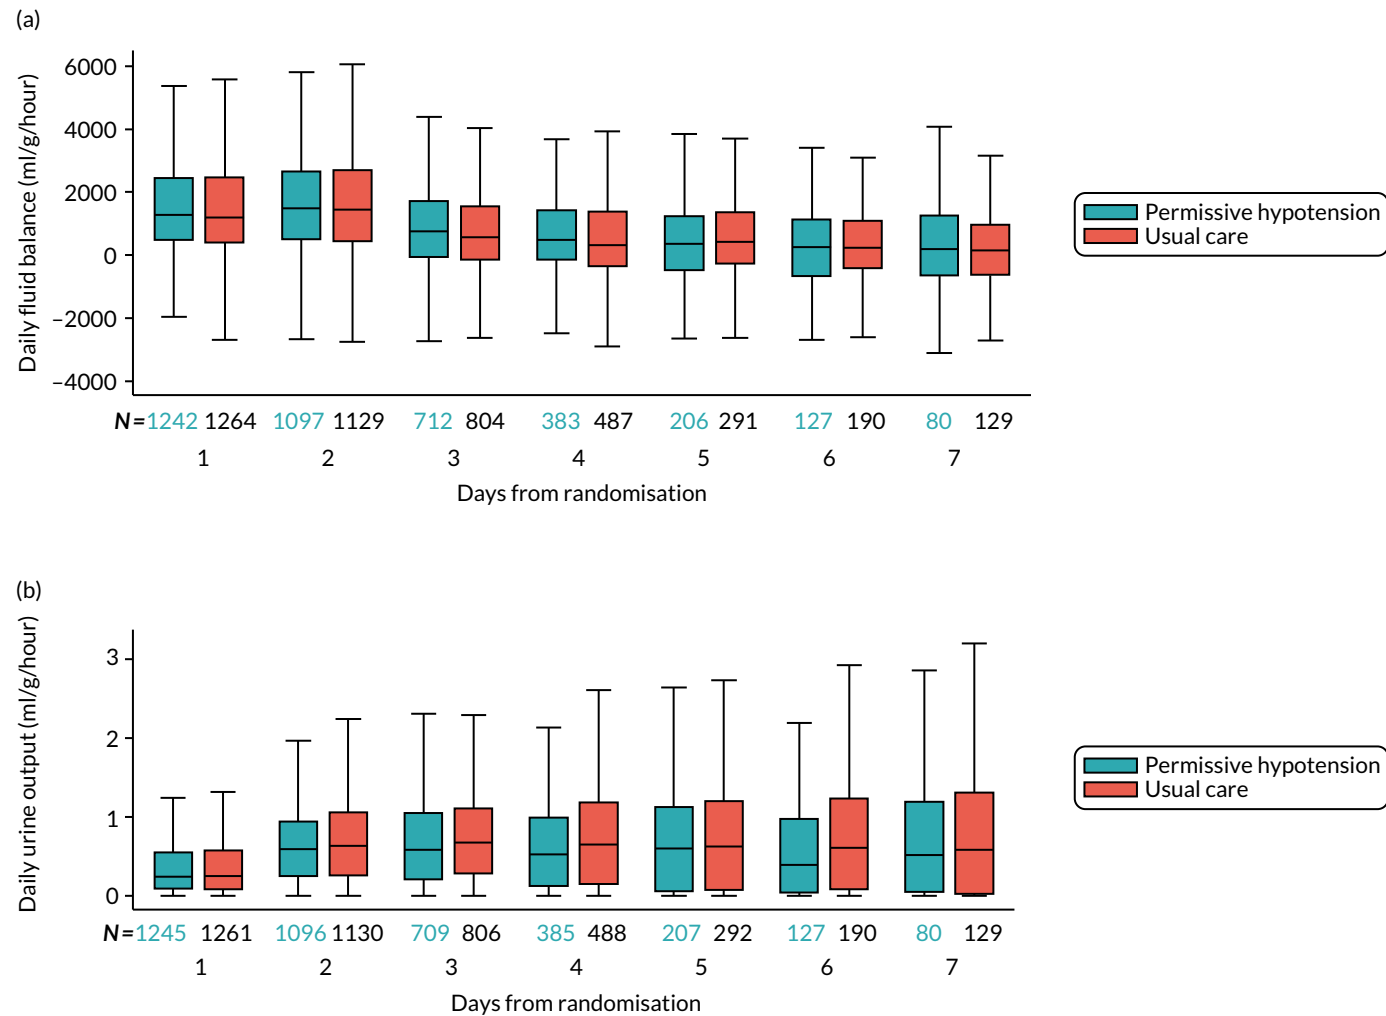 (a)
Daily fluid balance (ml/g/hour)
6000
4000
2000
0
−2000
−4000
N= 1242 1264 1097 1129 712 804 383 487 206 291 127 190 80 129
1 2 3 4 5 6 7
Days from randomisation
Permissive hypotension
Usual care
(b)
Daily urine output (ml/g/hour)
3
2
1
0
N= 1245 1261 1096 1130 709 806 385 488 207 292 127 190 80 129
1 2 3 4 5 6 7
Days from randomisation
Permissive hypotension
Usual care